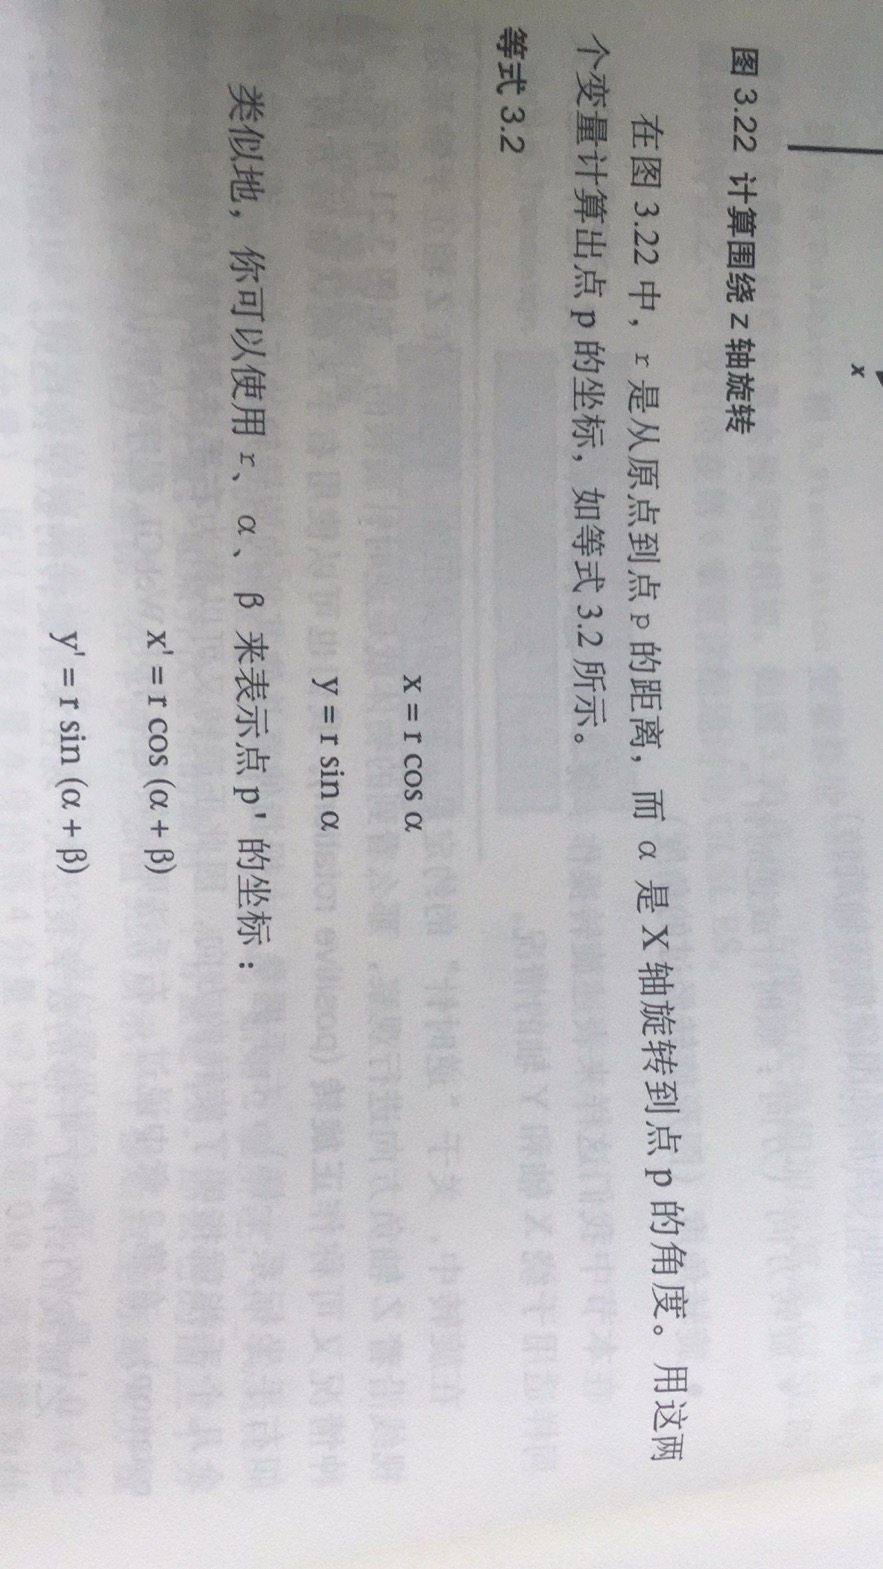 x
图 3.22 计算围绕 z 轴旋转
在图 3.22 中，r 是从原点到点 p 的距离，而 α 是 X 轴旋转到点 p 的角度。用这两
个变量计算出点 p 的坐标，如等式 3.2 所示。
等式 3.2
x = r cos α
y = r sin α
类似地，你可以使用 r、α、β 来表示点 p' 的坐标：
x' = r cos (α + β)
y' = r sin (α + β)